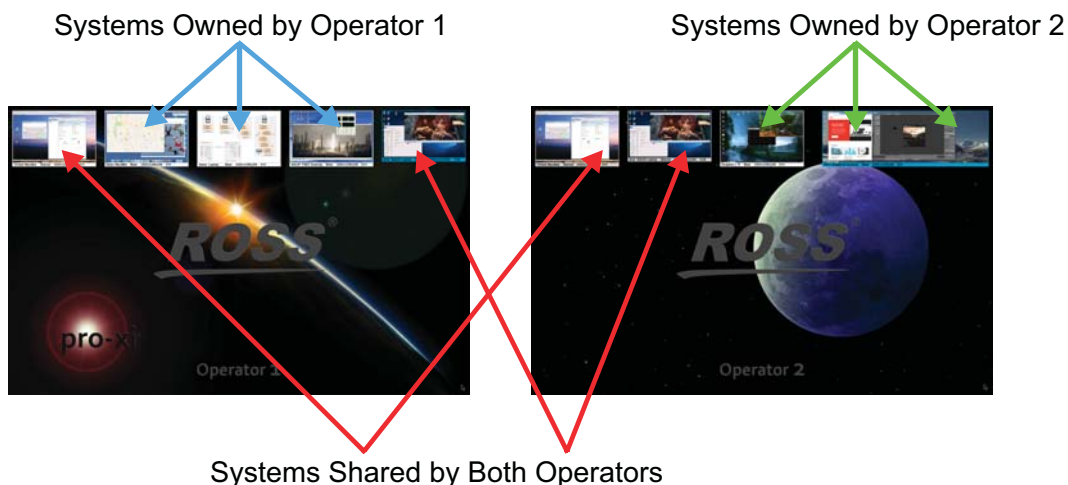 Systems Owned by Operator 1
Systems Owned by Operator 2
ROSS®
ROSS®
pro-xi
Operator 1
Operator 2
Systems Shared by Both Operators